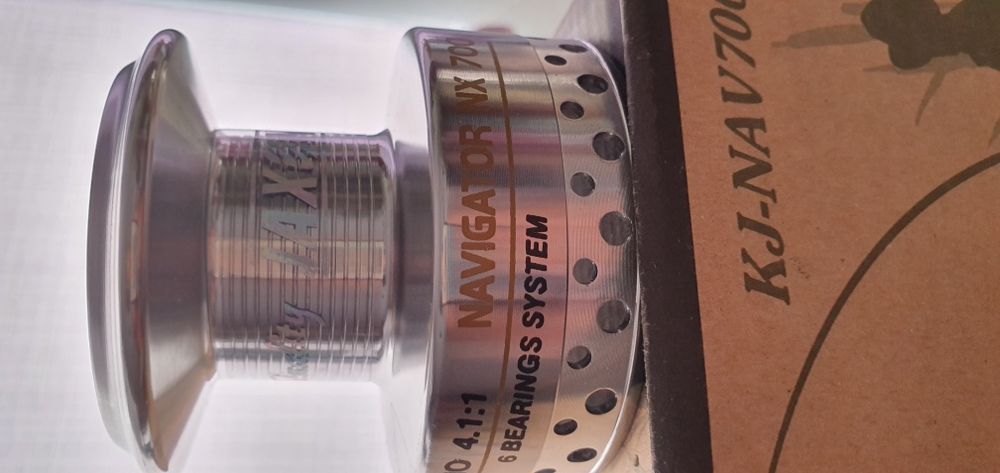 NAVIGATOR NX 700
O 4.1:1
6 BEARINGS SYSTEM
KJ-NAV700